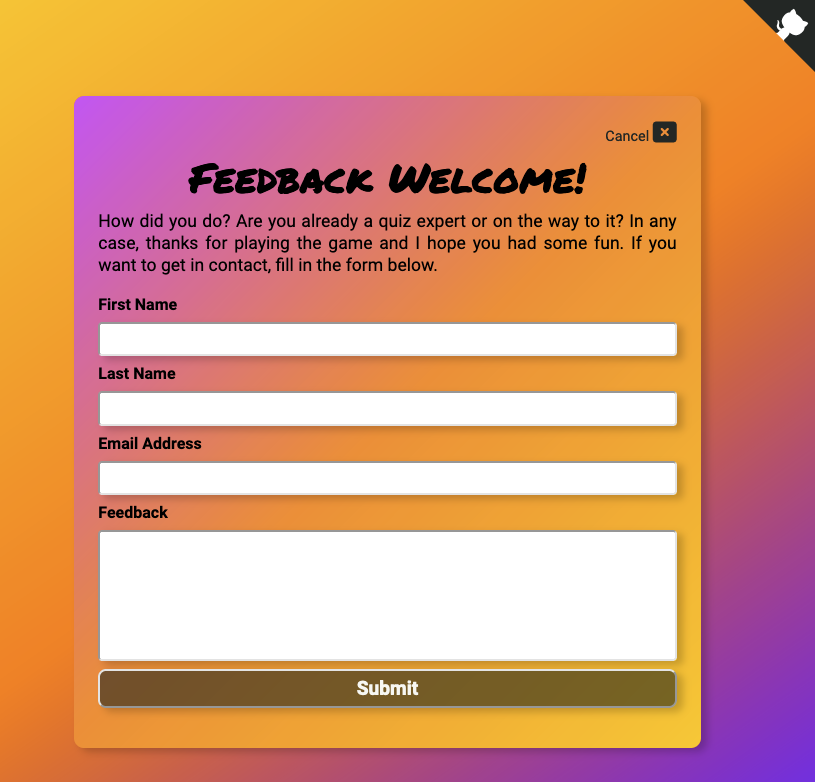 Cancel
Feedback Welcome!
How did you do? Are you already a quiz expert or on the way to it? In any
case, thanks for playing the game and I hope you had some fun. If you
want to get in contact, fill in the form below.
First Name
Last Name
Email Address
Feedback
Submit